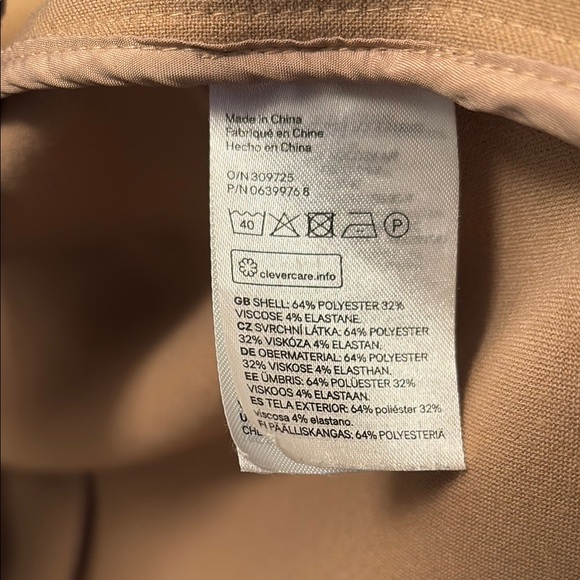 Made in China
Fabriqué en Chine
Hecho en China
O/N 309725
P/N 0639976 8
40 P
clevercare.info
GB SHELL: 64% POLYESTER 32%
VISCOSE 4% ELASTANE.
CZ SVRCHNÍ LÁTKA: 64% POLYESTER
32% VISKÓZA 4% ELASTAN.
DE OBERMATERIAL: 64% POLYESTER
32% VISKOSE 4% ELASTHAN.
EE ÜMBRIS: 64% POLÜESTER 32%
VISKOOS 4% ELASTAAN.
ES TELA EXTERIOR: 64% poliéster 32%
viscosa 4% elastano.
FI PÄÄLLISKANGAS: 64% POLYESTERIA